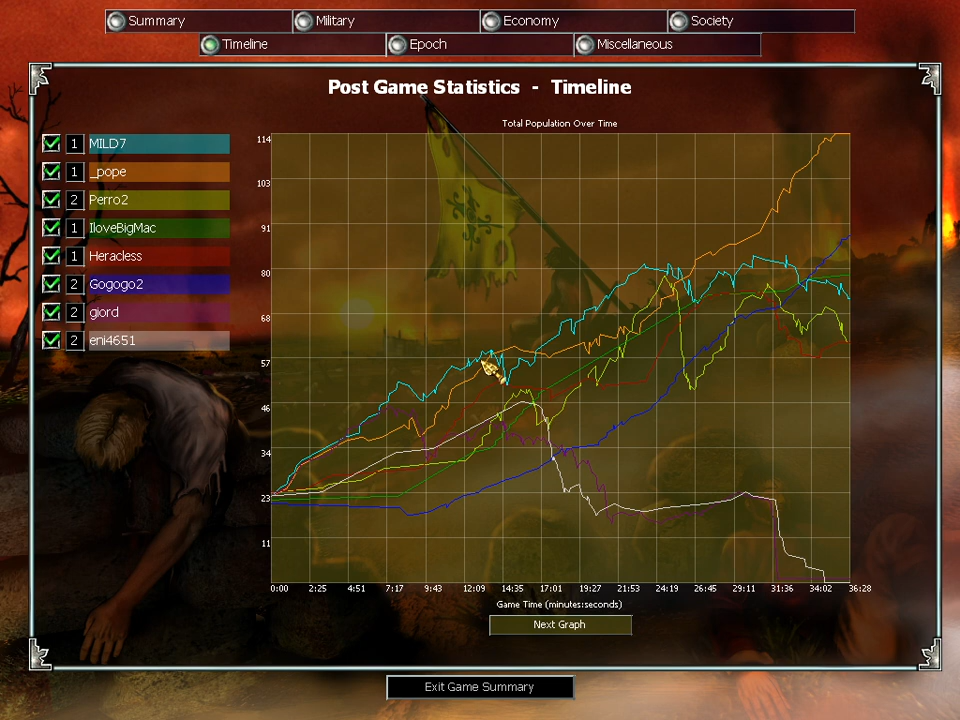 Summary
Military
Economy
Society
Timeline
Epoch
Miscellaneous
Post Game Statistics - Timeline
Total Population Over Time
1 MILD7
1 _pope
2 Perro2
1 IloveBigMac
1 Heracless
2 Gogogo2
2 giord
2 eni4651
114
103
91
80
68
57
46
34
23
11
0:00 2:25 4:51 7:17 9:43 12:09 14:35 17:01 19:27 21:53 24:19 26:45 29:11 31:36 34:02 36:28
Game Time (minutes:seconds)
Next Graph
Exit Game Summary